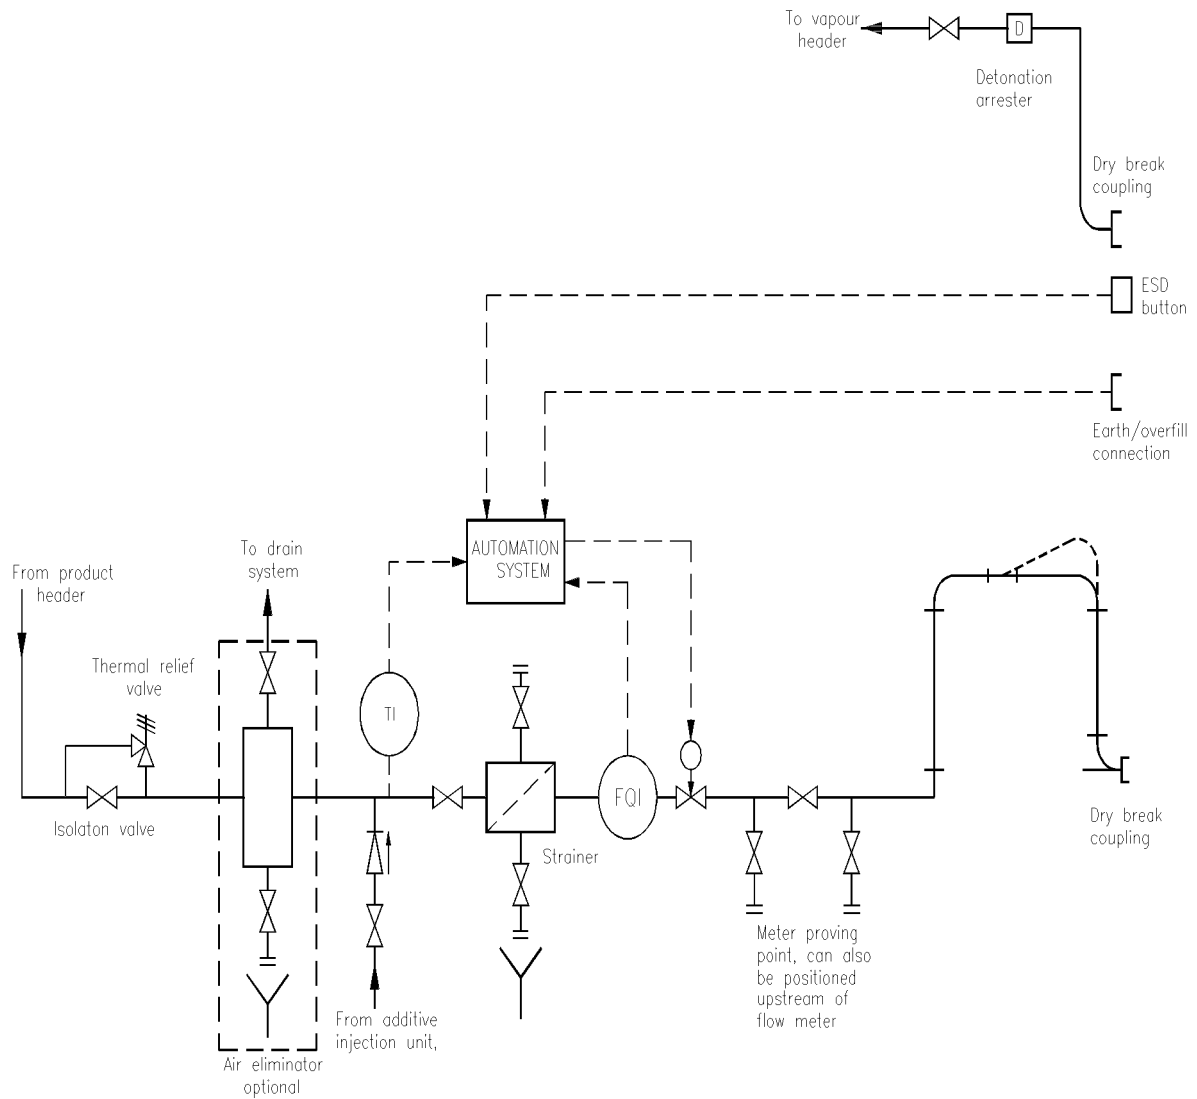 To vapour
header
D
Detonation
arrester
Dry break
coupling
ESD
button
Earth/overfill
connection
AUTOMATION
SYSTEM
To drain
system
From product
header
Thermal relief
valve
TI
FQI
Isolaton valve
Strainer
Dry break
coupling
Meter proving
point, can also
be positioned
upstream of
flow meter
From additive
injection unit,
Air eliminator
optional